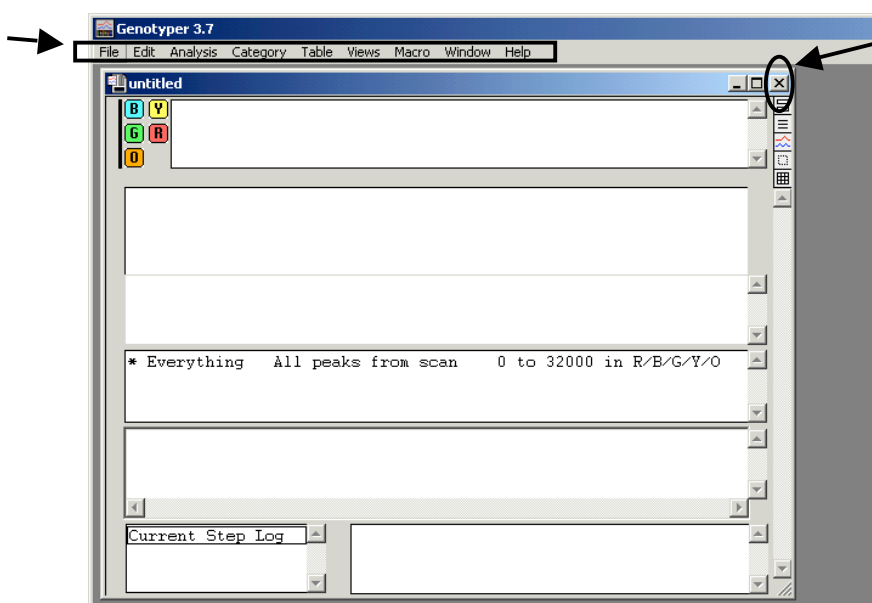 Genotyper 3.7
File Edit Analysis Category Table Views Macro Window Help
untitled
B Y
G R
O
* Everything All peaks from scan 0 to 32000 in R/B/G/Y/O
Current Step Log